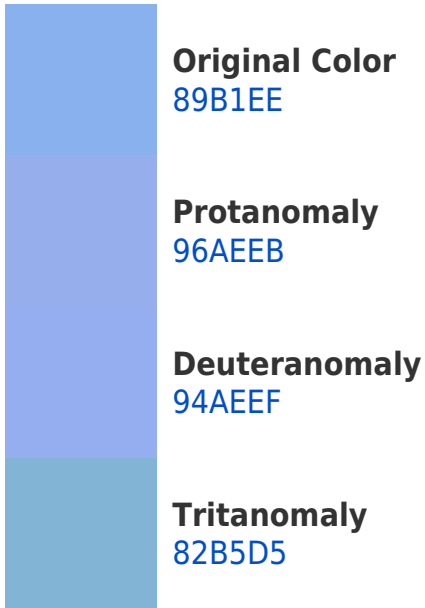 Original Color
89B1EE
Protanomaly
96AEEB
Deuteranomaly
94AEEF
Tritanomaly
82B5D5